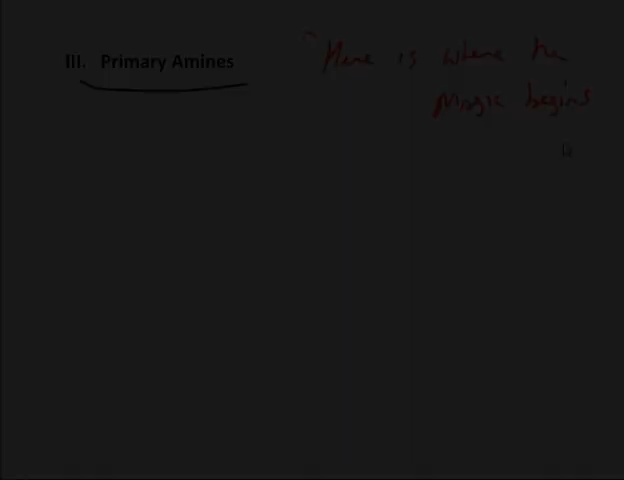 III. Primary Amines
Here is where the
magic begins